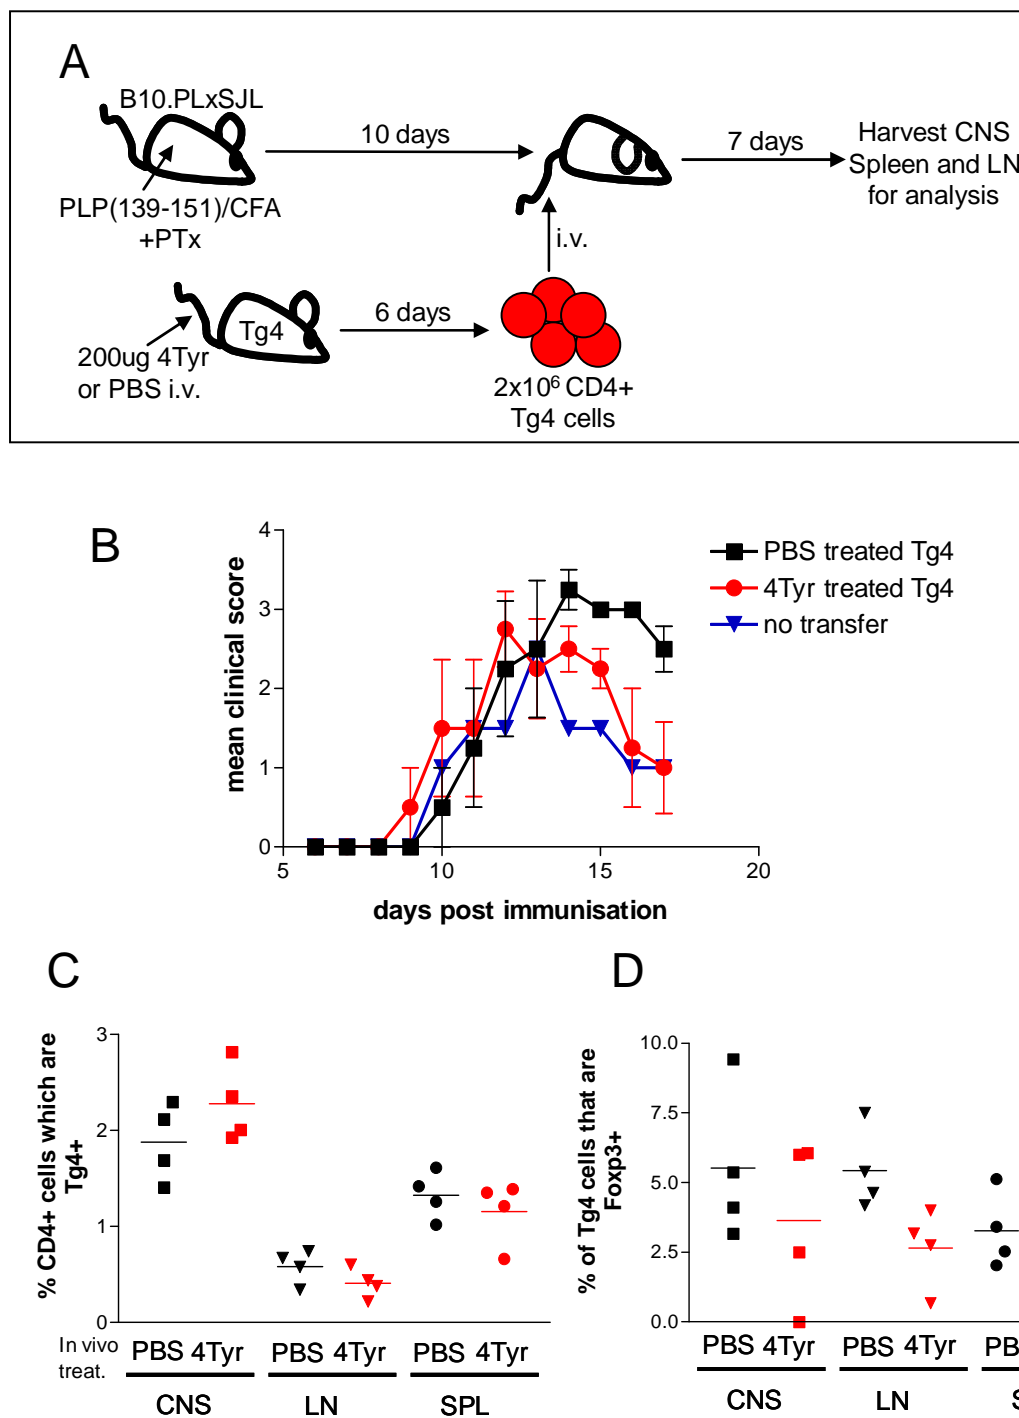 A
B10.PLxSJL
10 days
7 days
Harvest CNS
Spleen and LN
for analysis
PLP(139-151)/CFA
+PTx
i.v.
Tg4
6 days
200ug 4Tyr
or PBS i.v.
2x10⁶ CD4+
Tg4 cells
B
mean clinical score
4
3
2
1
0
5
10
15
20
days post immunisation
PBS treated Tg4
4Tyr treated Tg4
no transfer
C
% CD4+ cells which are
Tg4+
3
2
1
0
In vivo
treat.
PBS 4Tyr
PBS 4Tyr
PBS 4Tyr
CNS
LN
SPL
D
% of Tg4 cells that are
Foxp3+
10.0
7.5
5.0
2.5
0.0
PBS 4Tyr
PBS 4Tyr
CNS
LN